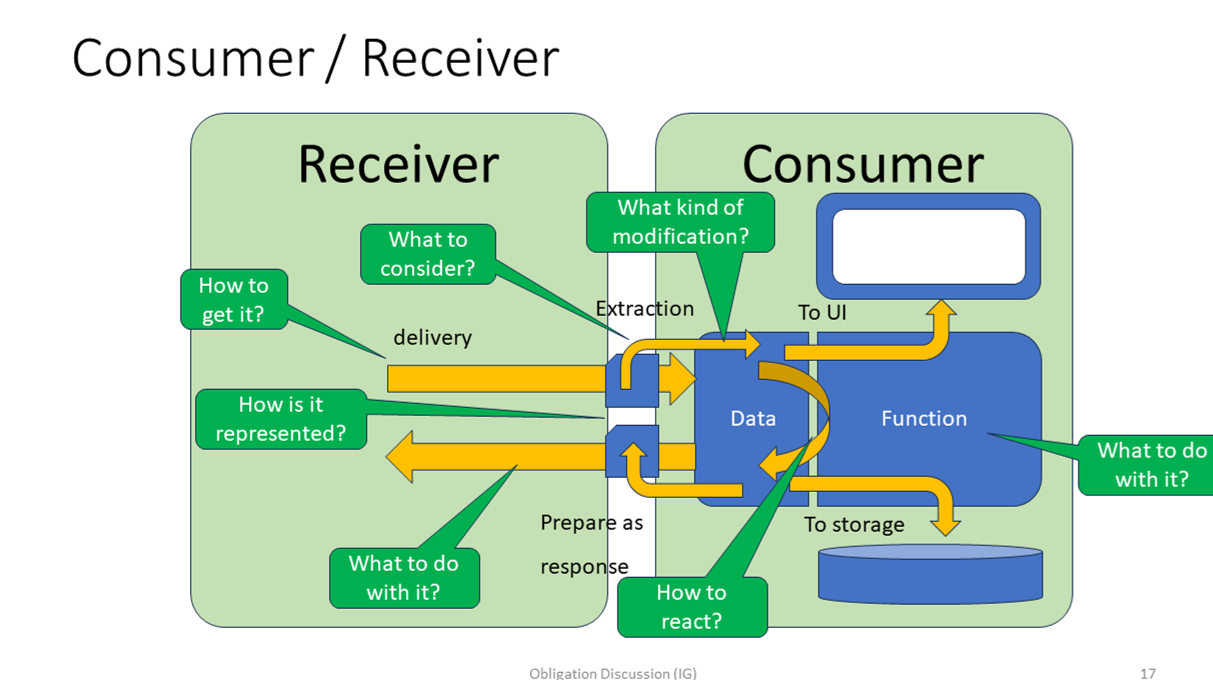 Consumer / Receiver
Receiver
Consumer
What kind of
modification?
What to
consider?
How to
get it?
Extraction
To UI
delivery
How is it
represented?
Data
Function
What to do
with it?
Prepare as
response
To storage
What to do
with it?
How to
react?
Obligation Discussion (IG)
17